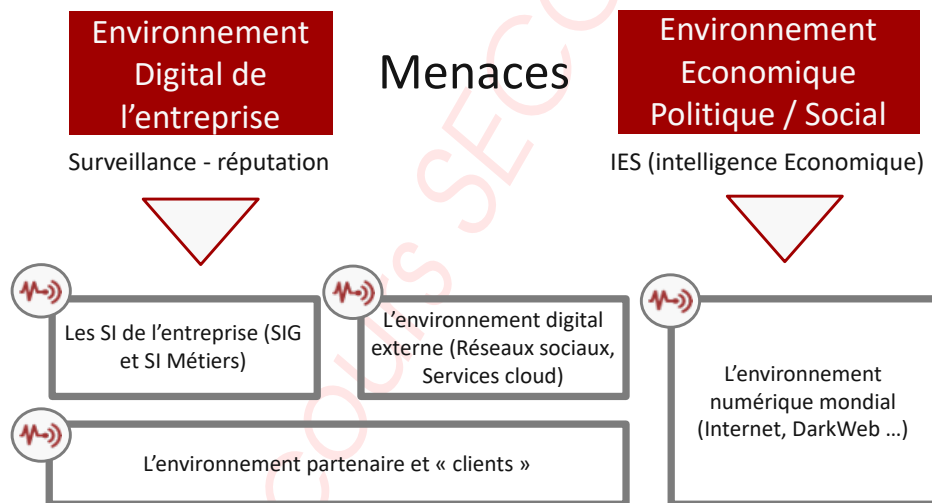 Environnement
Digital de
l'entreprise
Menaces
Environnement
Economique
Politique / Social
Surveillance - réputation
IES (intelligence Economique)
Les SI de l'entreprise (SIG
et SI Métiers)
L'environnement digital
externe (Réseaux sociaux,
Services cloud)
L'environnement
numérique mondial
(Internet, DarkWeb …)
L'environnement partenaire et « clients »
cours SECO